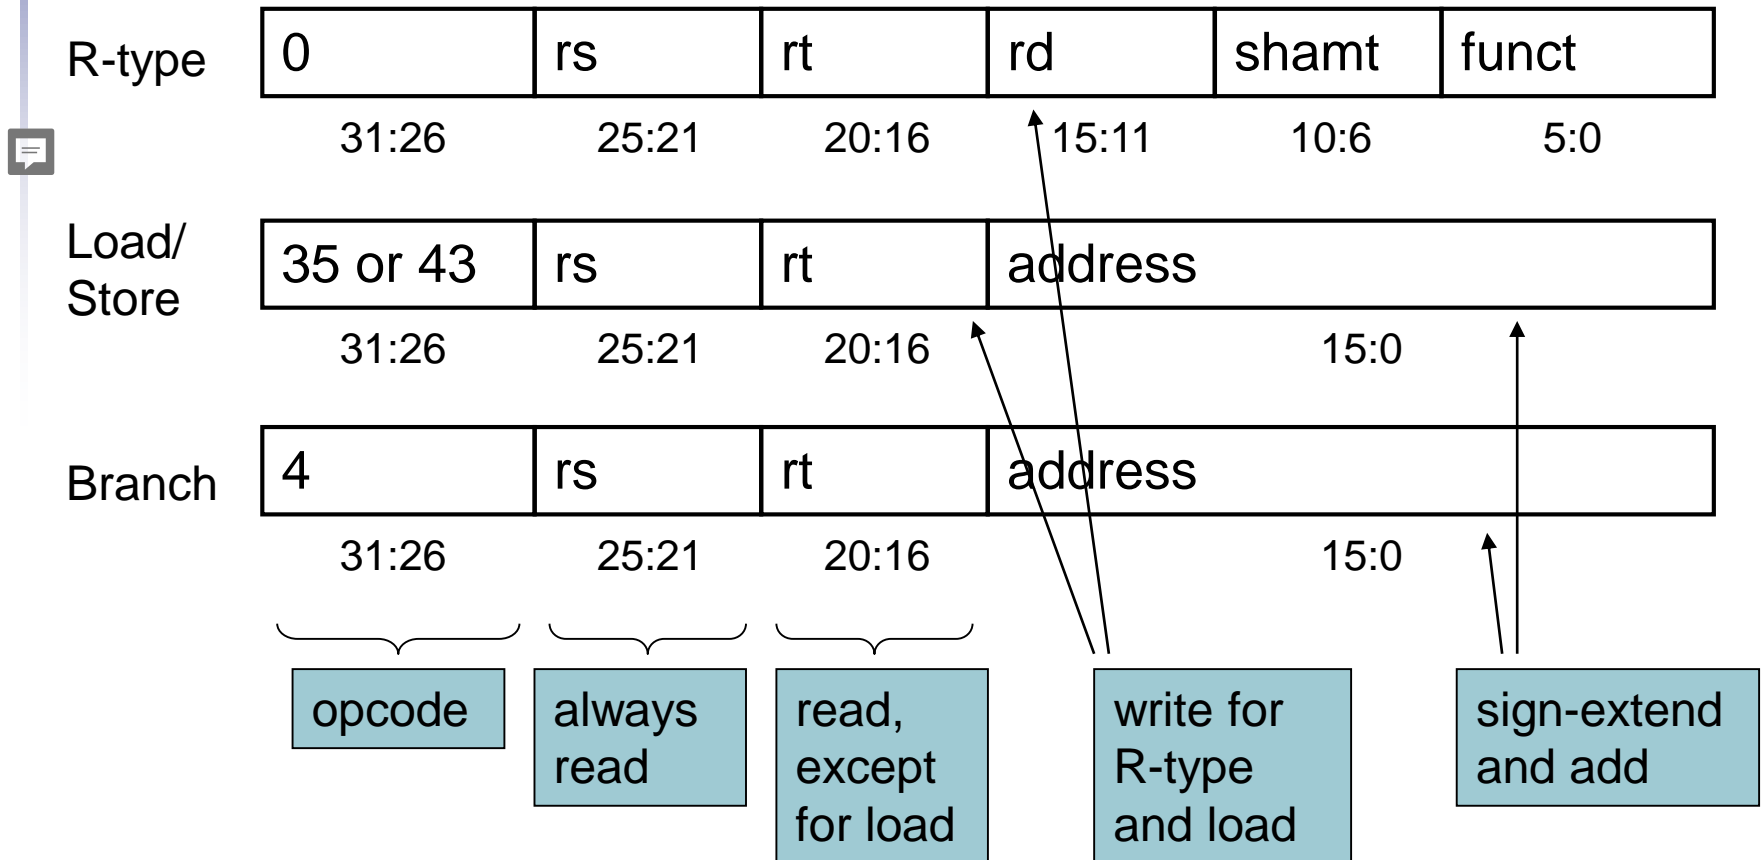 R-type 0 rs rt rd shamt funct
31:26 25:21 20:16 15:11 10:6 5:0
Load/
Store
35 or 43 rs rt address
31:26 25:21 20:16 15:0
Branch 4 rs rt address
31:26 25:21 20:16 15:0
opcode
always
read
read,
except
for load
write for
R-type
and load
sign-extend
and add